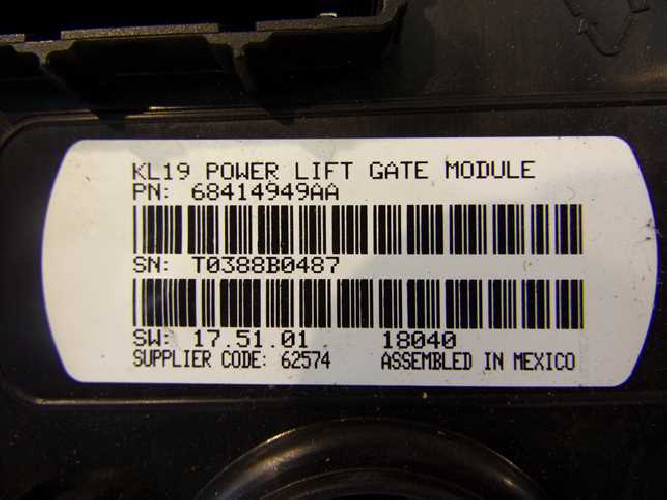 KL19 POWER LIFT GATE MODULE
PN: 68414949AA
SN: T0388B0487
SW: 17.51.01 18040
SUPPLIER CODE: 62574 ASSEMBLED IN MEXICO